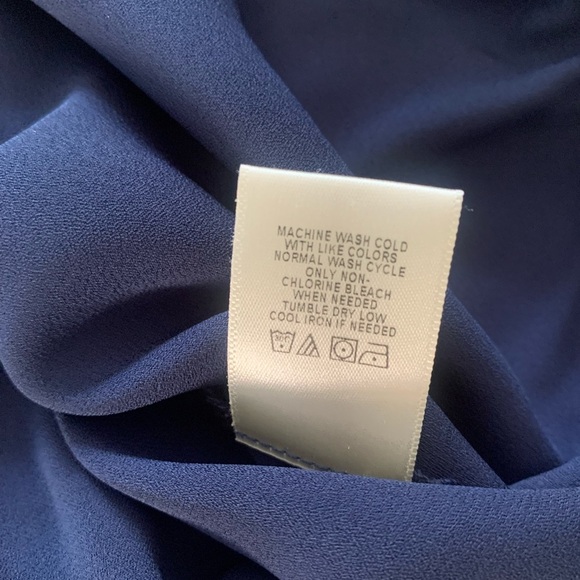 MACHINE WASH COLD
WITH LIKE COLORS
NORMAL WASH CYCLE
ONLY NON-
CHLORINE BLEACH
WHEN NEEDED
TUMBLE DRY LOW
COOL IRON IF NEEDED